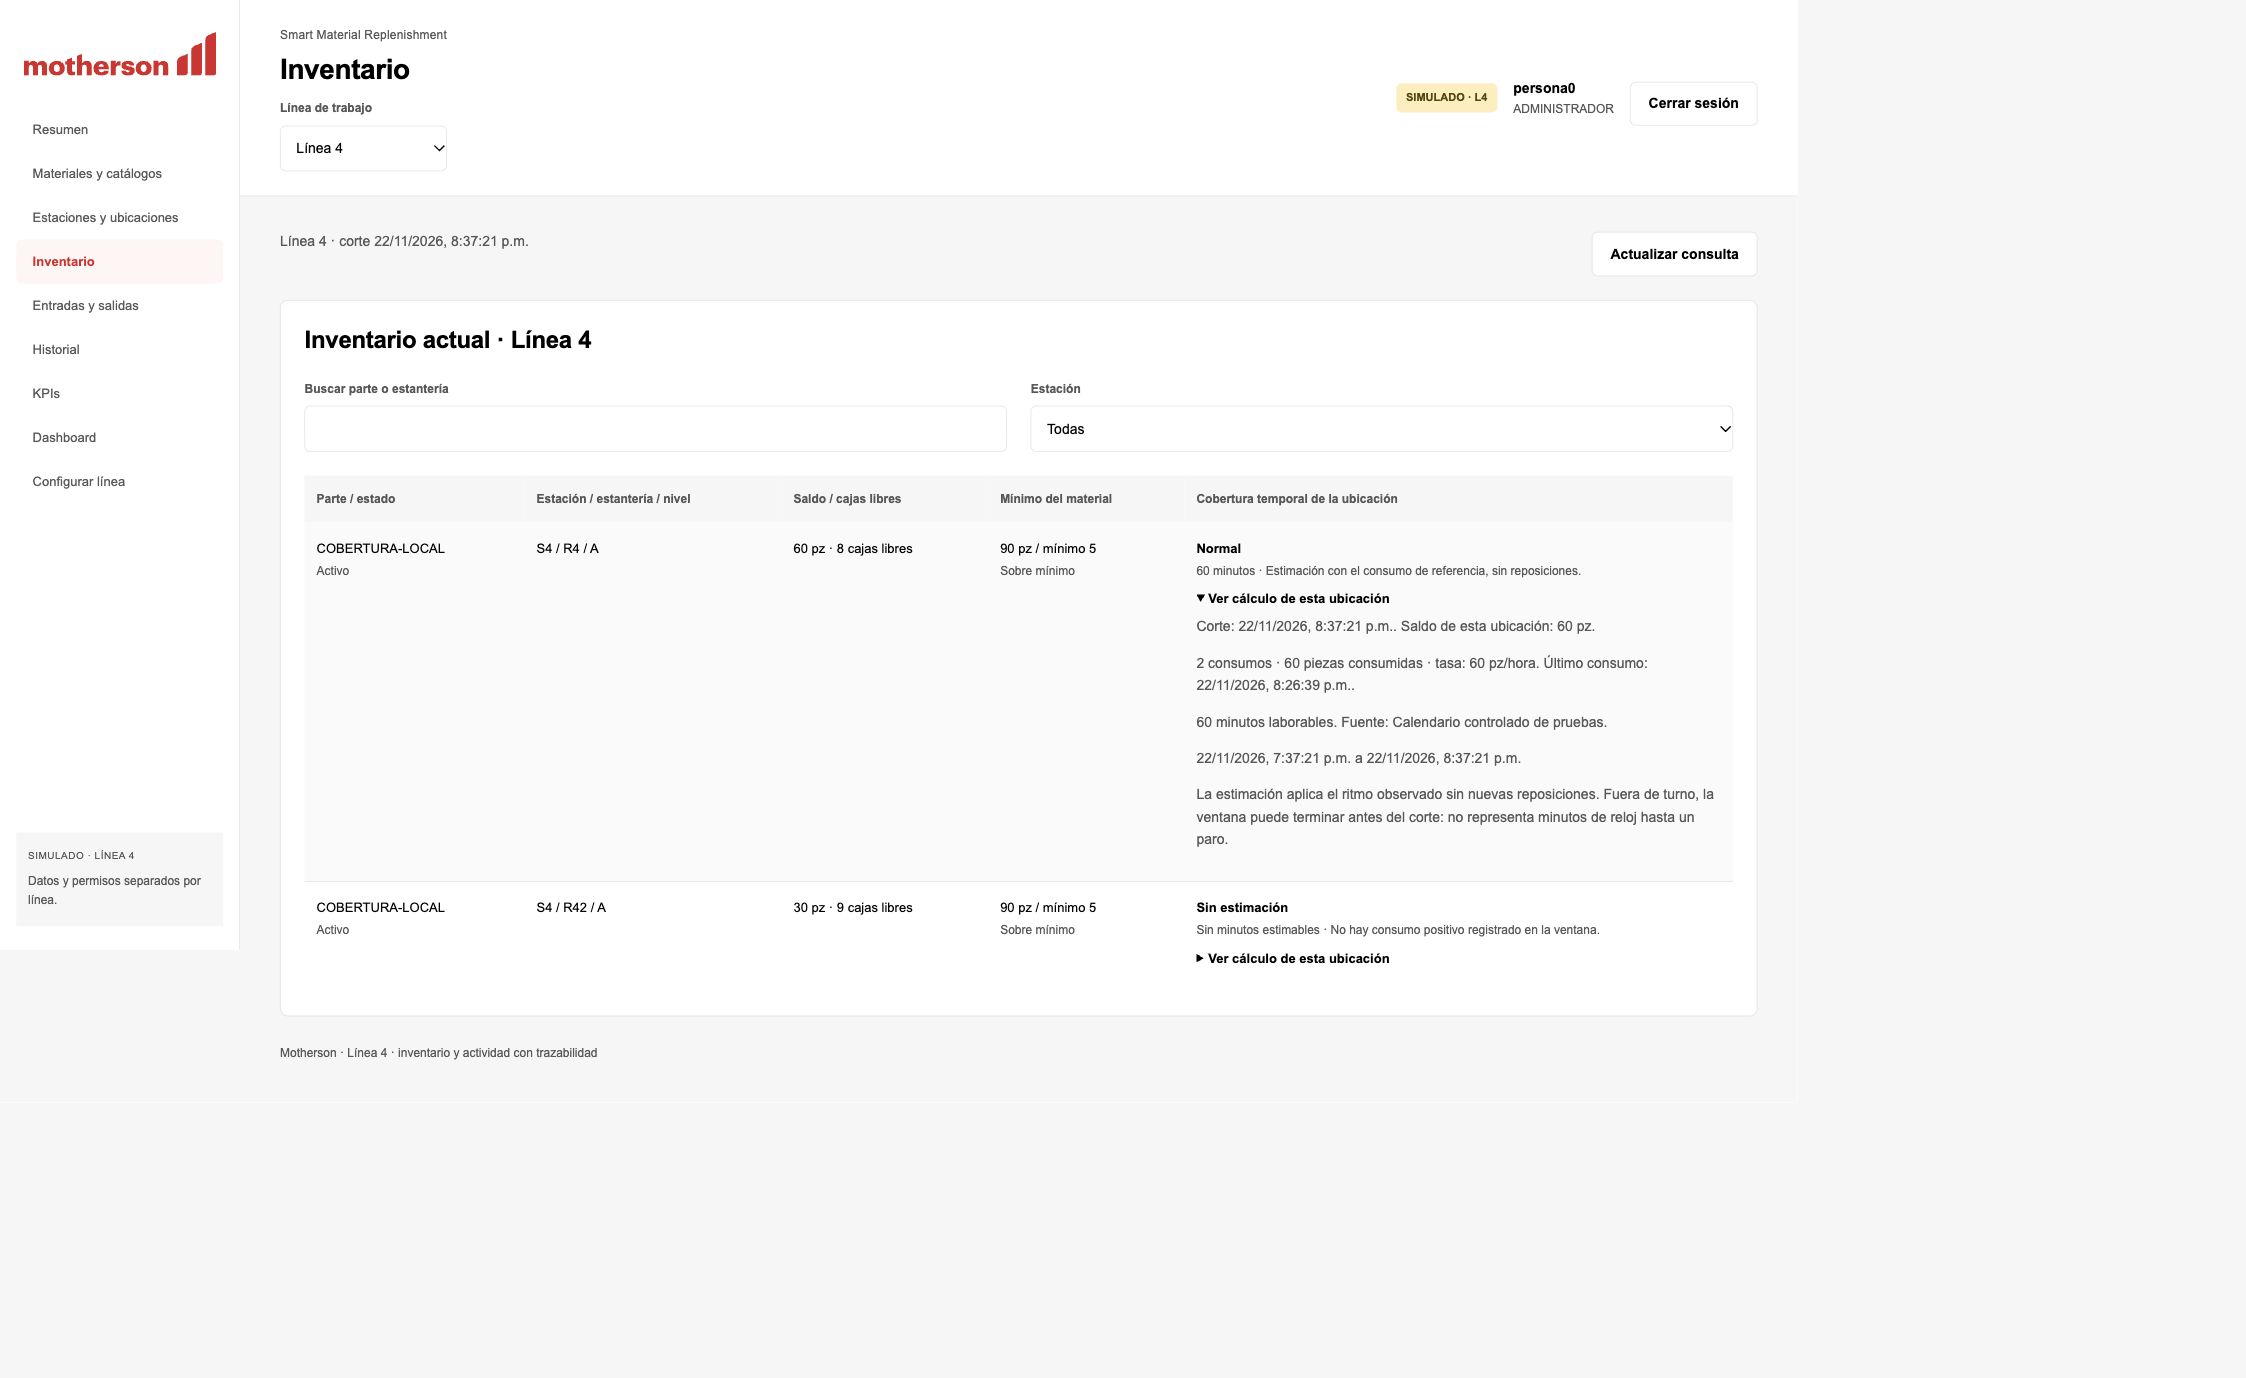 motherson
Resumen
Materiales y catálogos
Estaciones y ubicaciones
Inventario
Entradas y salidas
Historial
KPIs
Dashboard
Configurar línea
SIMULADO · LÍNEA 4
Datos y permisos separados por
línea.
Smart Material Replenishment
Inventario
Línea de trabajo
Línea 4
SIMULADO · L4
persona0
ADMINISTRADOR
Cerrar sesión
Línea 4 · corte 22/11/2026, 8:37:21 p.m.
Actualizar consulta
Inventario actual · Línea 4
Buscar parte o estantería
Estación
Todas
Parte / estado
Estación / estantería / nivel
Saldo / cajas libres
Mínimo del material
Cobertura temporal de la ubicación
COBERTURA-LOCAL
Activo
S4 / R4 / A
60 pz · 8 cajas libres
90 pz / mínimo 5
Sobre mínimo
Normal
60 minutos · Estimación con el consumo de referencia, sin reposiciones.
Ver cálculo de esta ubicación
Corte: 22/11/2026, 8:37:21 p.m.. Saldo de esta ubicación: 60 pz.
2 consumos · 60 piezas consumidas · tasa: 60 pz/hora. Último consumo:
22/11/2026, 8:26:39 p.m..
60 minutos laborables. Fuente: Calendario controlado de pruebas.
22/11/2026, 7:37:21 p.m. a 22/11/2026, 8:37:21 p.m.
La estimación aplica el ritmo observado sin nuevas reposiciones. Fuera de turno, la
ventana puede terminar antes del corte: no representa minutos de reloj hasta un
paro.
COBERTURA-LOCAL
Activo
S4 / R42 / A
30 pz · 9 cajas libres
90 pz / mínimo 5
Sobre mínimo
Sin estimación
Sin minutos estimables · No hay consumo positivo registrado en la ventana.
Ver cálculo de esta ubicación
Motherson · Línea 4 · inventario y actividad con trazabilidad